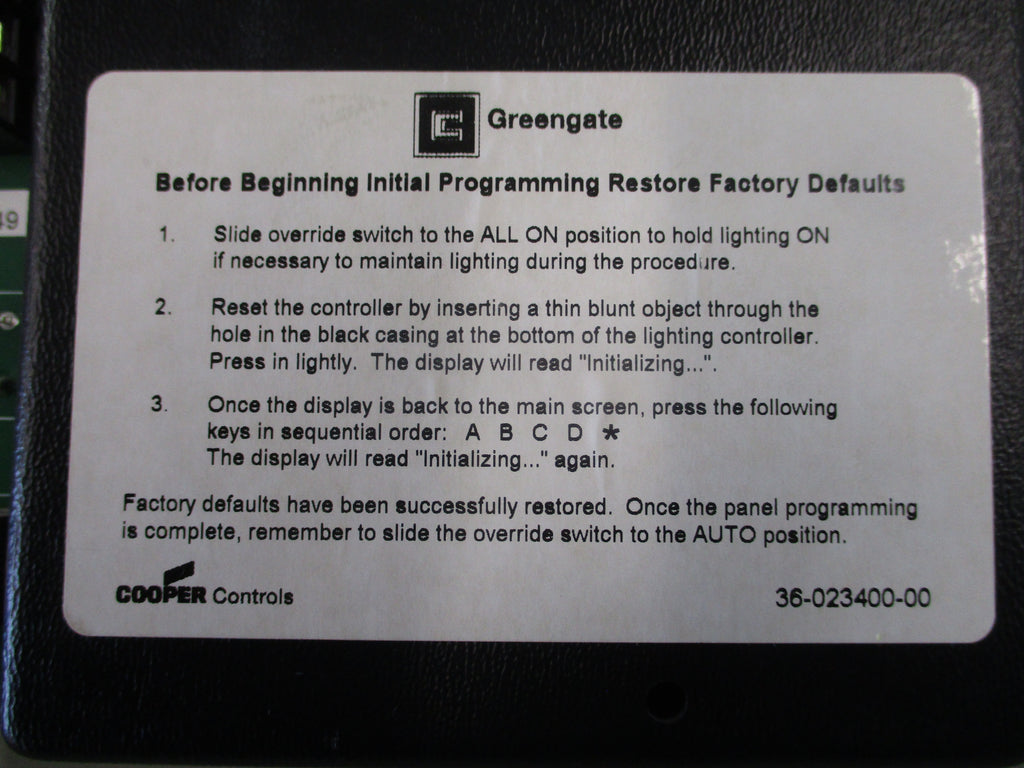 Greengate
Before Beginning Initial Programming Restore Factory Defaults
1. Slide override switch to the ALL ON position to hold lighting ON
if necessary to maintain lighting during the procedure.
2. Reset the controller by inserting a thin blunt object through the
hole in the black casing at the bottom of the lighting controller.
Press in lightly. The display will read "Initializing...".
3. Once the display is back to the main screen, press the following
keys in sequential order: A B C D *
The display will read "Initializing..." again.
Factory defaults have been successfully restored. Once the panel programming
is complete, remember to slide the override switch to the AUTO position.
COOPER Controls
36-023400-00